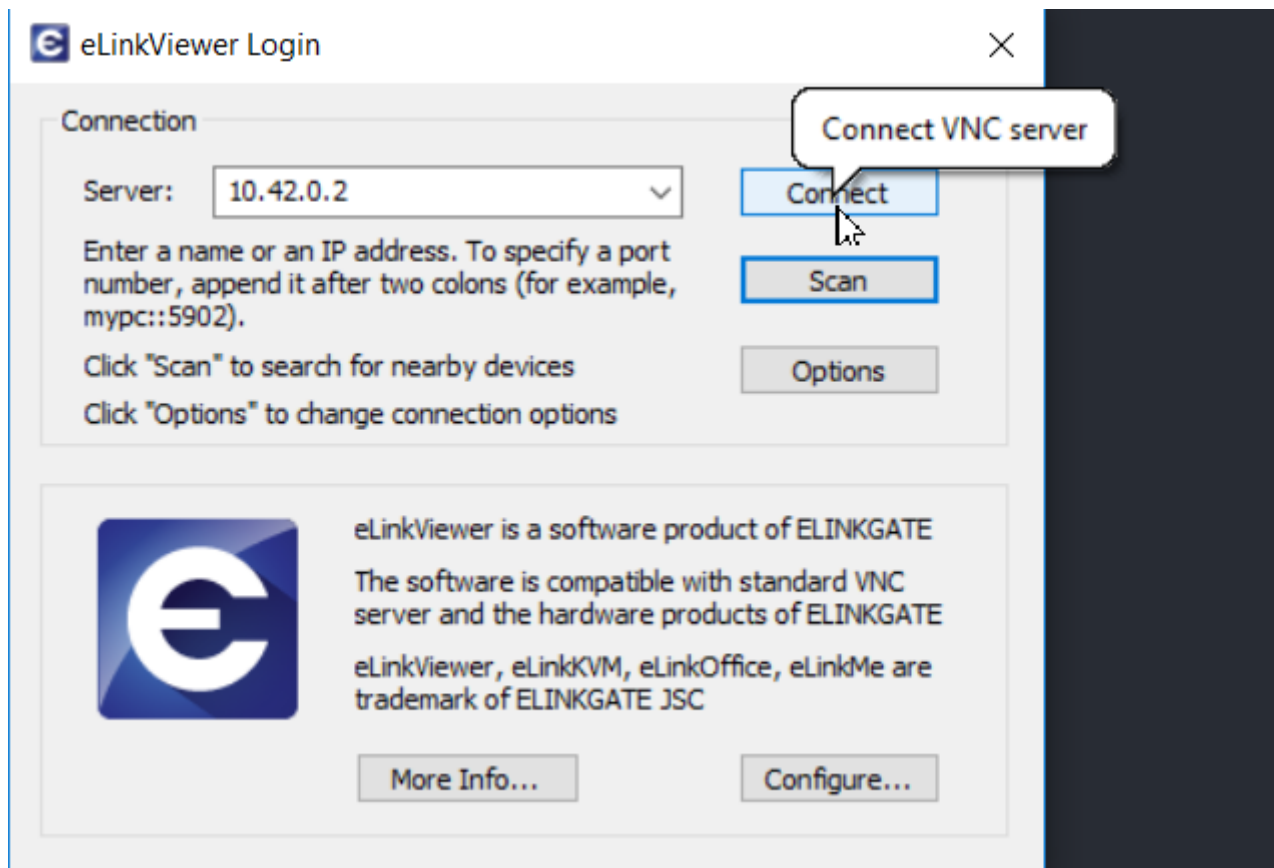 eLinkViewer Login
Connection
Connect VNC server
Server:
10.42.0.2
Connect
Enter a name or an IP address. To specify a port
number, append it after two colons (for example,
mypc::5902).
Scan
Click "Scan" to search for nearby devices
Options
Click "Options" to change connection options
eLinkViewer is a software product of ELINKGATE
The software is compatible with standard VNC
server and the hardware products of ELINKGATE
eLinkViewer, eLinkKVM, eLinkOffice, eLinkMe are
trademark of ELINKGATE JSC
More Info...
Configure...